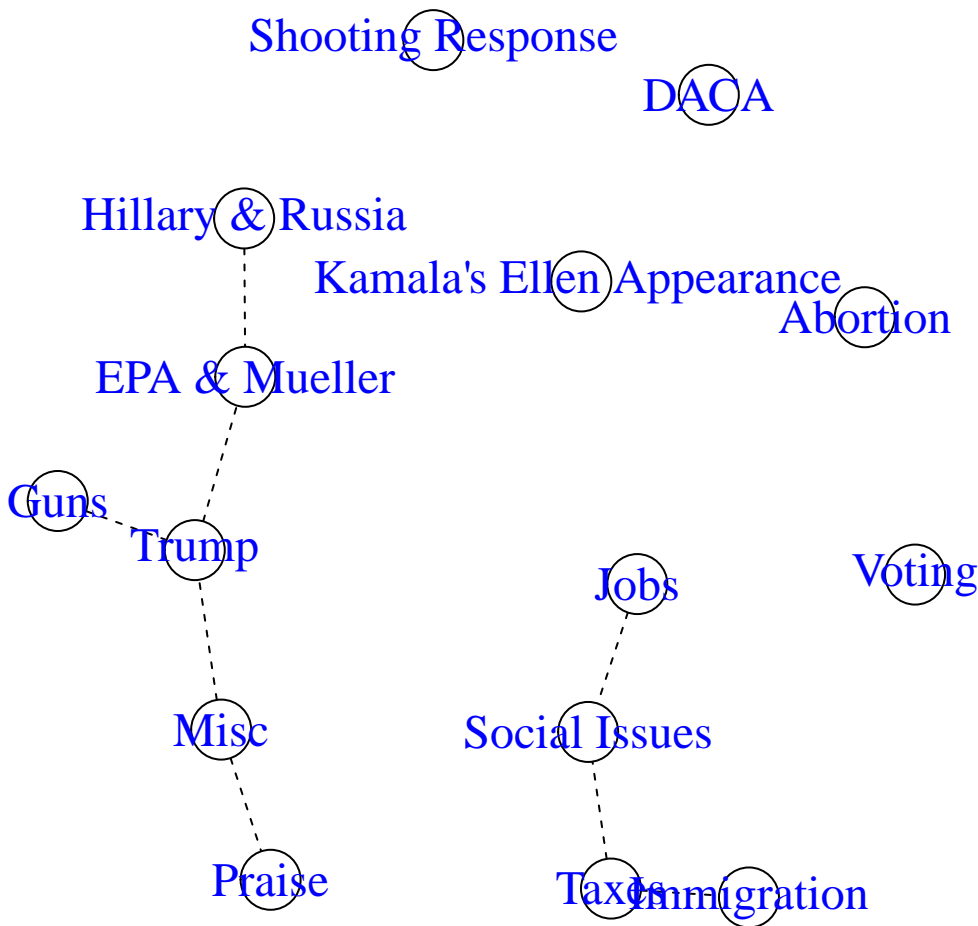 Shooting Response
DACA
Hillary & Russia
Kamala's Ellen Appearance
Abortion
EPA & Mueller
Guns
Trump
Jobs
Voting
Misc
Social Issues
Praise
Taxes
Immigration